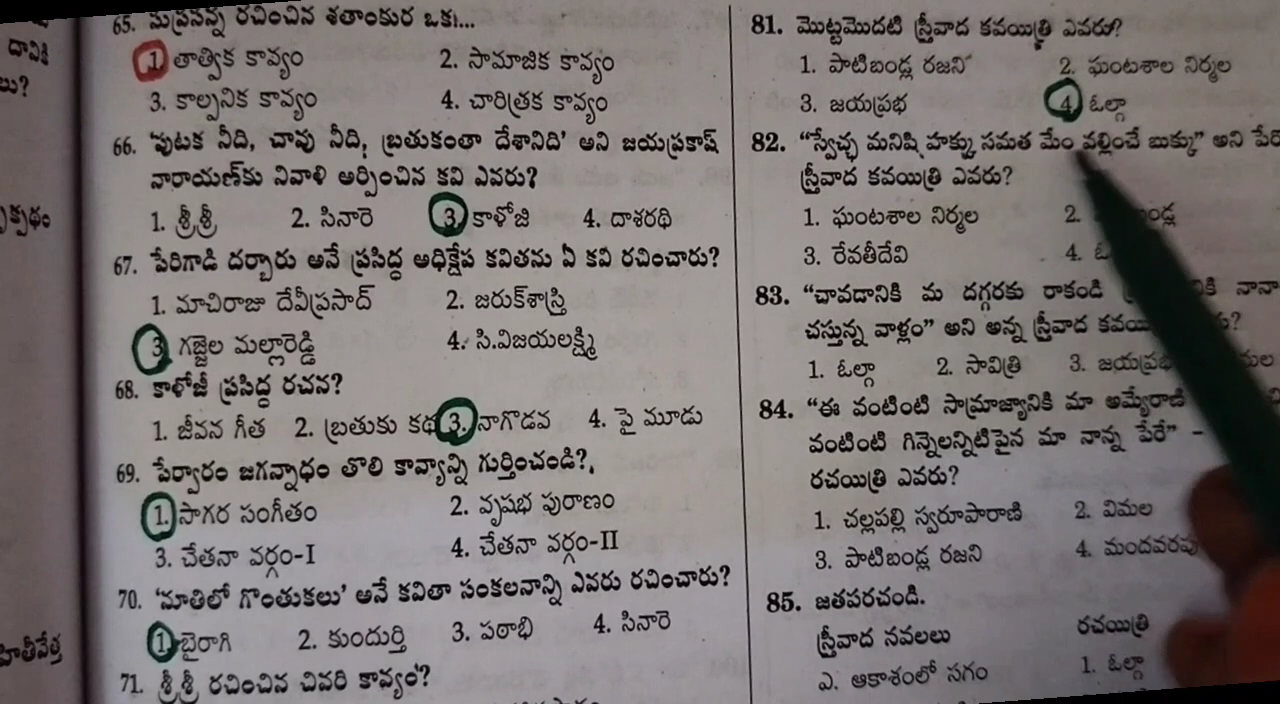 దానికి
లు?
ృక్పథం
హితీవేత్త
65. మప్రవన్న రచించిన శతాంకుర ఒక...
1. తాత్విక కావ్యం 2. సామాజిక కావ్యం
3. కాల్పనిక కావ్యం 4. చారిత్రక కావ్యం
66. ‘పుటక నీది, చావు నీది, బ్రతుకంతా దేశానిది’ అని జయప్రకాష్
నారాయణ్‌కు నివాళి అర్పించిన కవి ఎవరు?
1. శ్రీశ్రీ 2. సినారె 3. కాళోజి 4. దాశరథి
67. పేరిగాడి దర్బారు అనే ప్రసిద్ధ అధిక్షేప కవితను ఏ కవి రచించారు?
1. మాచిరాజు దేవీప్రసాద్ 2. జరుక్‌శాస్త్రి
3. గజ్జెల మల్లారెడ్డి 4. సి.విజయలక్ష్మి
68. కాళోజీ ప్రసిద్ధ రచన?
1. జీవన గీత 2. బ్రతుకు కథ 3. నాగొడవ 4. పై మూడు
69. పేర్వారం జగన్నాధం తొలి కావ్యాన్ని గుర్తించండి?
1. సాగర సంగీతం 2. వృషభ పురాణం
3. చేతనా వర్గం-I 4. చేతనా వర్గం-II
70. ‘నూతిలో గొంతుకలు’ అనే కవితా సంకలనాన్ని ఎవరు రచించారు?
1. బైరాగి 2. కుందుర్తి 3. పఠాభి 4. సినారె
71. శ్రీశ్రీ రచించిన చివరి కావ్యం?
81. మొట్టమొదటి స్త్రీవాద కవయిత్రి ఎవరు?
1. పాటిబండ్ల రజని 2. ఘంటశాల నిర్మల
3. జయప్రభ 4. ఓల్గా
82. “స్వేచ్ఛ మనిషి హక్కు సమత మేం వల్లించే బుక్కు” అని
స్త్రీవాద కవయిత్రి ఎవరు?
1. ఘంటశాల నిర్మల 2.
3. రేవతీదేవి 4.
83. “చావడానికి మ దగ్గరకు రాకండి నానా
చస్తున్న వాళ్లం” అని అన్న స్త్రీవాద
1. ఓల్గా 2. సావిత్రి 3. జయప్రభ
84. “ఈ వంటింటి సామ్రాజ్యానికి మా అమ్మేరాణి
వంటింటి గిన్నెలన్నిటిపైన మా నాన్న పేరే” –
రచయిత్రి ఎవరు?
1. చల్లపల్లి స్వరూపారాణి 2. విమల
3. పాటిబండ్ల రజని 4.
85. జతపరచండి.
స్త్రీవాద నవలలు రచయిత్రి
ఎ. ఆకాశంలో సగం 1. ఓల్గా